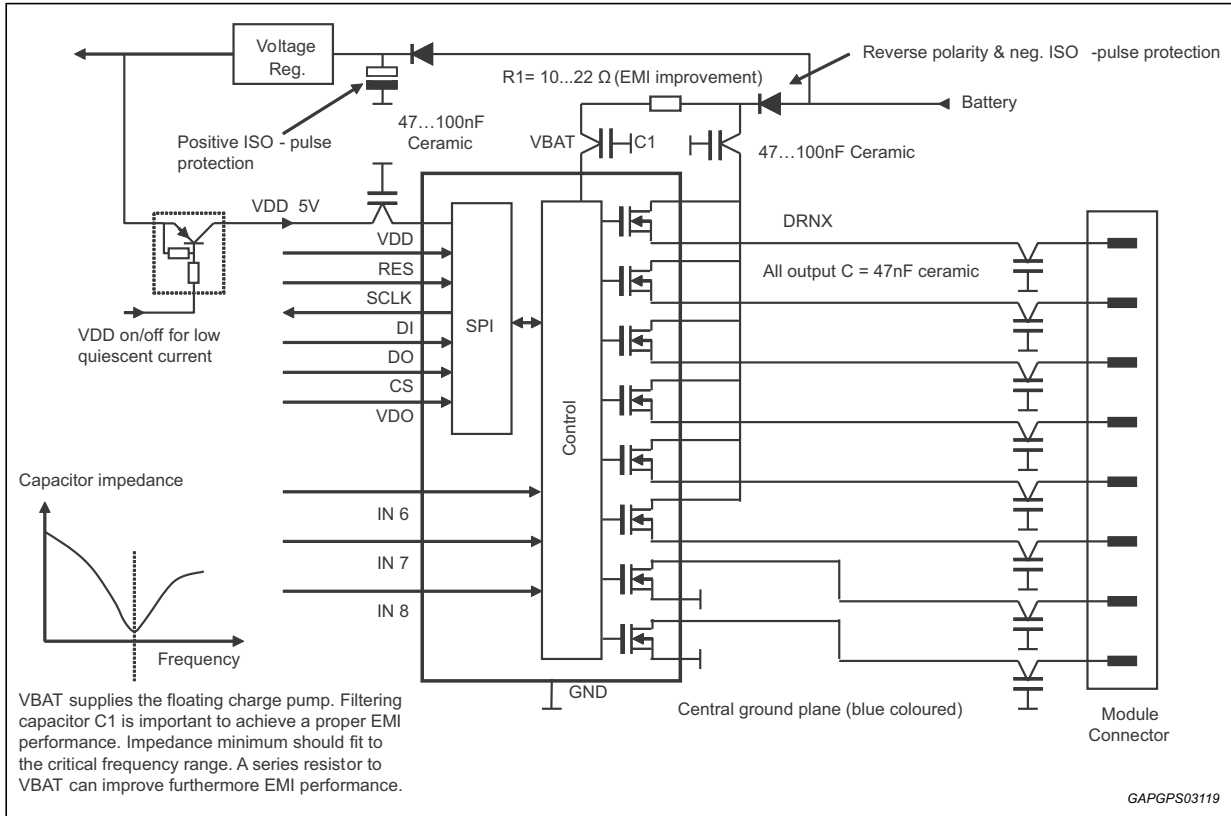 Voltage
Reg.
Reverse polarity & neg. ISO -pulse protection
R1= 10...22 Ω (EMI improvement)
Battery
Positive ISO - pulse
protection
47...100nF
Ceramic
VBAT
C1
47...100nF Ceramic
VDD 5V
VDD
RES
SCLK
DI
DO
CS
VDO
SPI
Control
DRNX
All output C = 47nF ceramic
VDD on/off for low
quiescent current
IN 6
IN 7
IN 8
Capacitor impedance
Frequency
GND
Central ground plane (blue coloured)
Module
Connector
VBAT supplies the floating charge pump. Filtering
capacitor C1 is important to achieve a proper EMI
performance. Impedance minimum should fit to
the critical frequency range. A series resistor to
VBAT can improve furthermore EMI performance.
GAPGPS03119